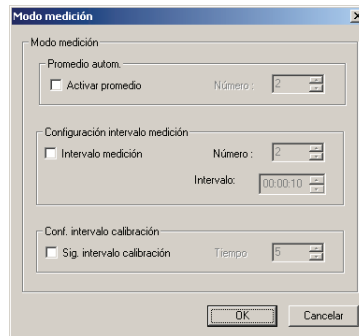 Modo medición
Modo medición
Promedio autom.
Activar promedio Número : 2
Configuración intervalo medición
Intervalo medición Número : 2
Intervalo: 00:00:10
Conf. intervalo calibración
Sig. intervalo calibración Tiempo 5
OK Cancelar